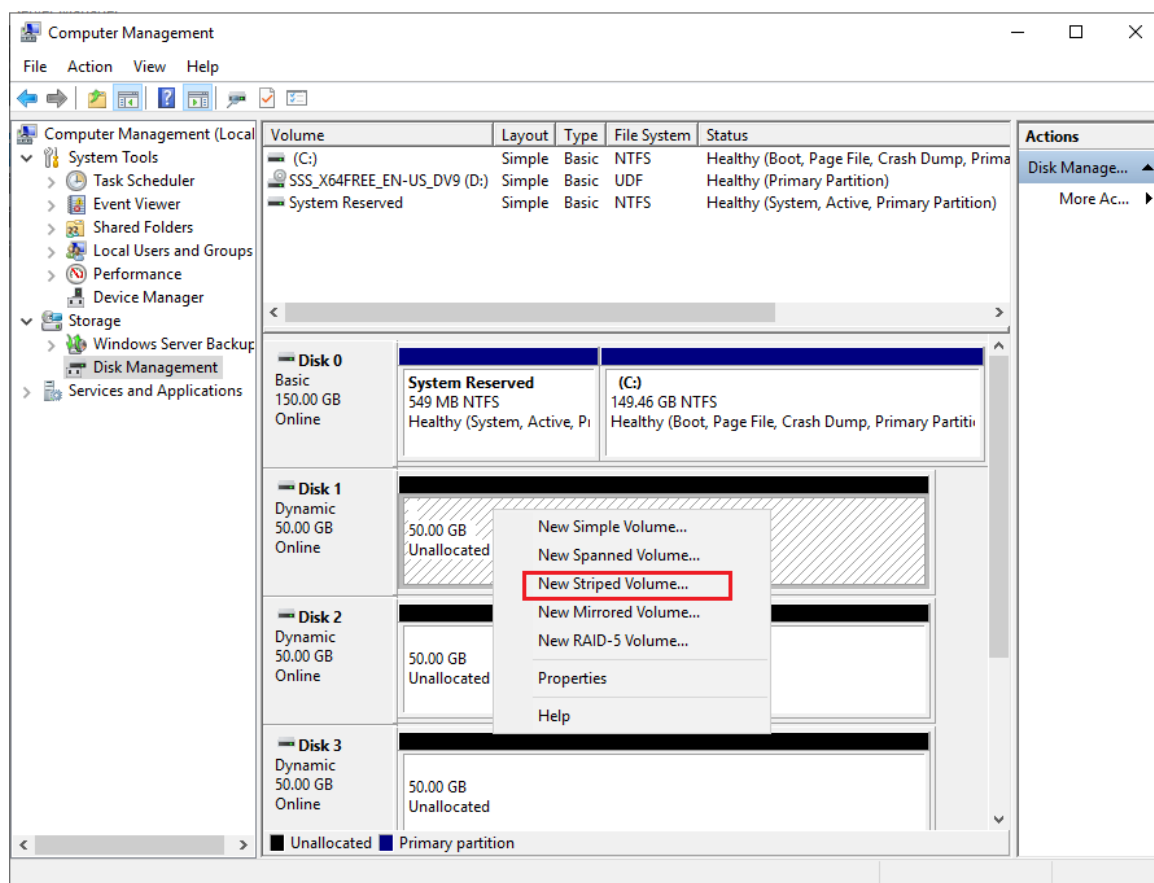 Computer Management
File Action View Help
Computer Management (Local
System Tools
Task Scheduler
Event Viewer
Shared Folders
Local Users and Groups
Performance
Device Manager
Storage
Windows Server Backup
Disk Management
Services and Applications
Volume Layout Type File System Status
(C:) Simple Basic NTFS Healthy (Boot, Page File, Crash Dump, Prima
SSS_X64FREE_EN-US_DV9 (D:) Simple Basic UDF Healthy (Primary Partition)
System Reserved Simple Basic NTFS Healthy (System, Active, Primary Partition)
Disk 0
Basic
150.00 GB
Online
System Reserved
549 MB NTFS
Healthy (System, Active, Pr
(C:)
149.46 GB NTFS
Healthy (Boot, Page File, Crash Dump, Primary Partiti
Disk 1
Dynamic
50.00 GB
Online
50.00 GB
Unallocated
New Simple Volume...
New Spanned Volume...
New Striped Volume...
New Mirrored Volume...
New RAID-5 Volume...
Properties
Help
Disk 2
Dynamic
50.00 GB
Online
50.00 GB
Unallocated
Disk 3
Dynamic
50.00 GB
Online
50.00 GB
Unallocated
Unallocated Primary partition
Actions
Disk Manage...
More Ac...